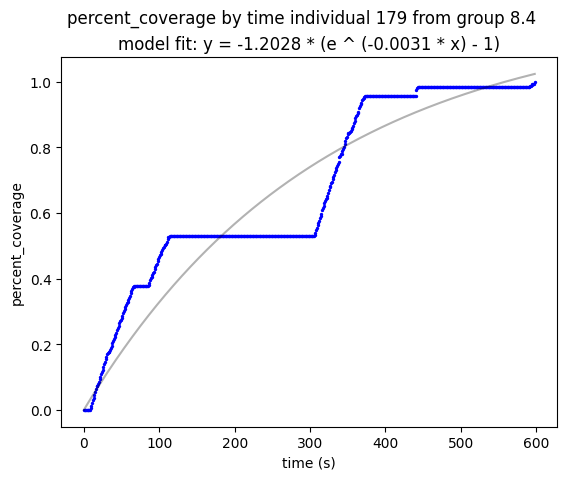 percent_coverage by time individual 179 from group 8.4
model fit: y = -1.2028 * (e ^ (-0.0031 * x) - 1)
1.0
0.8
0.6
0.4
0.2
0.0
percent_coverage
0 100 200 300 400 500 600
time (s)